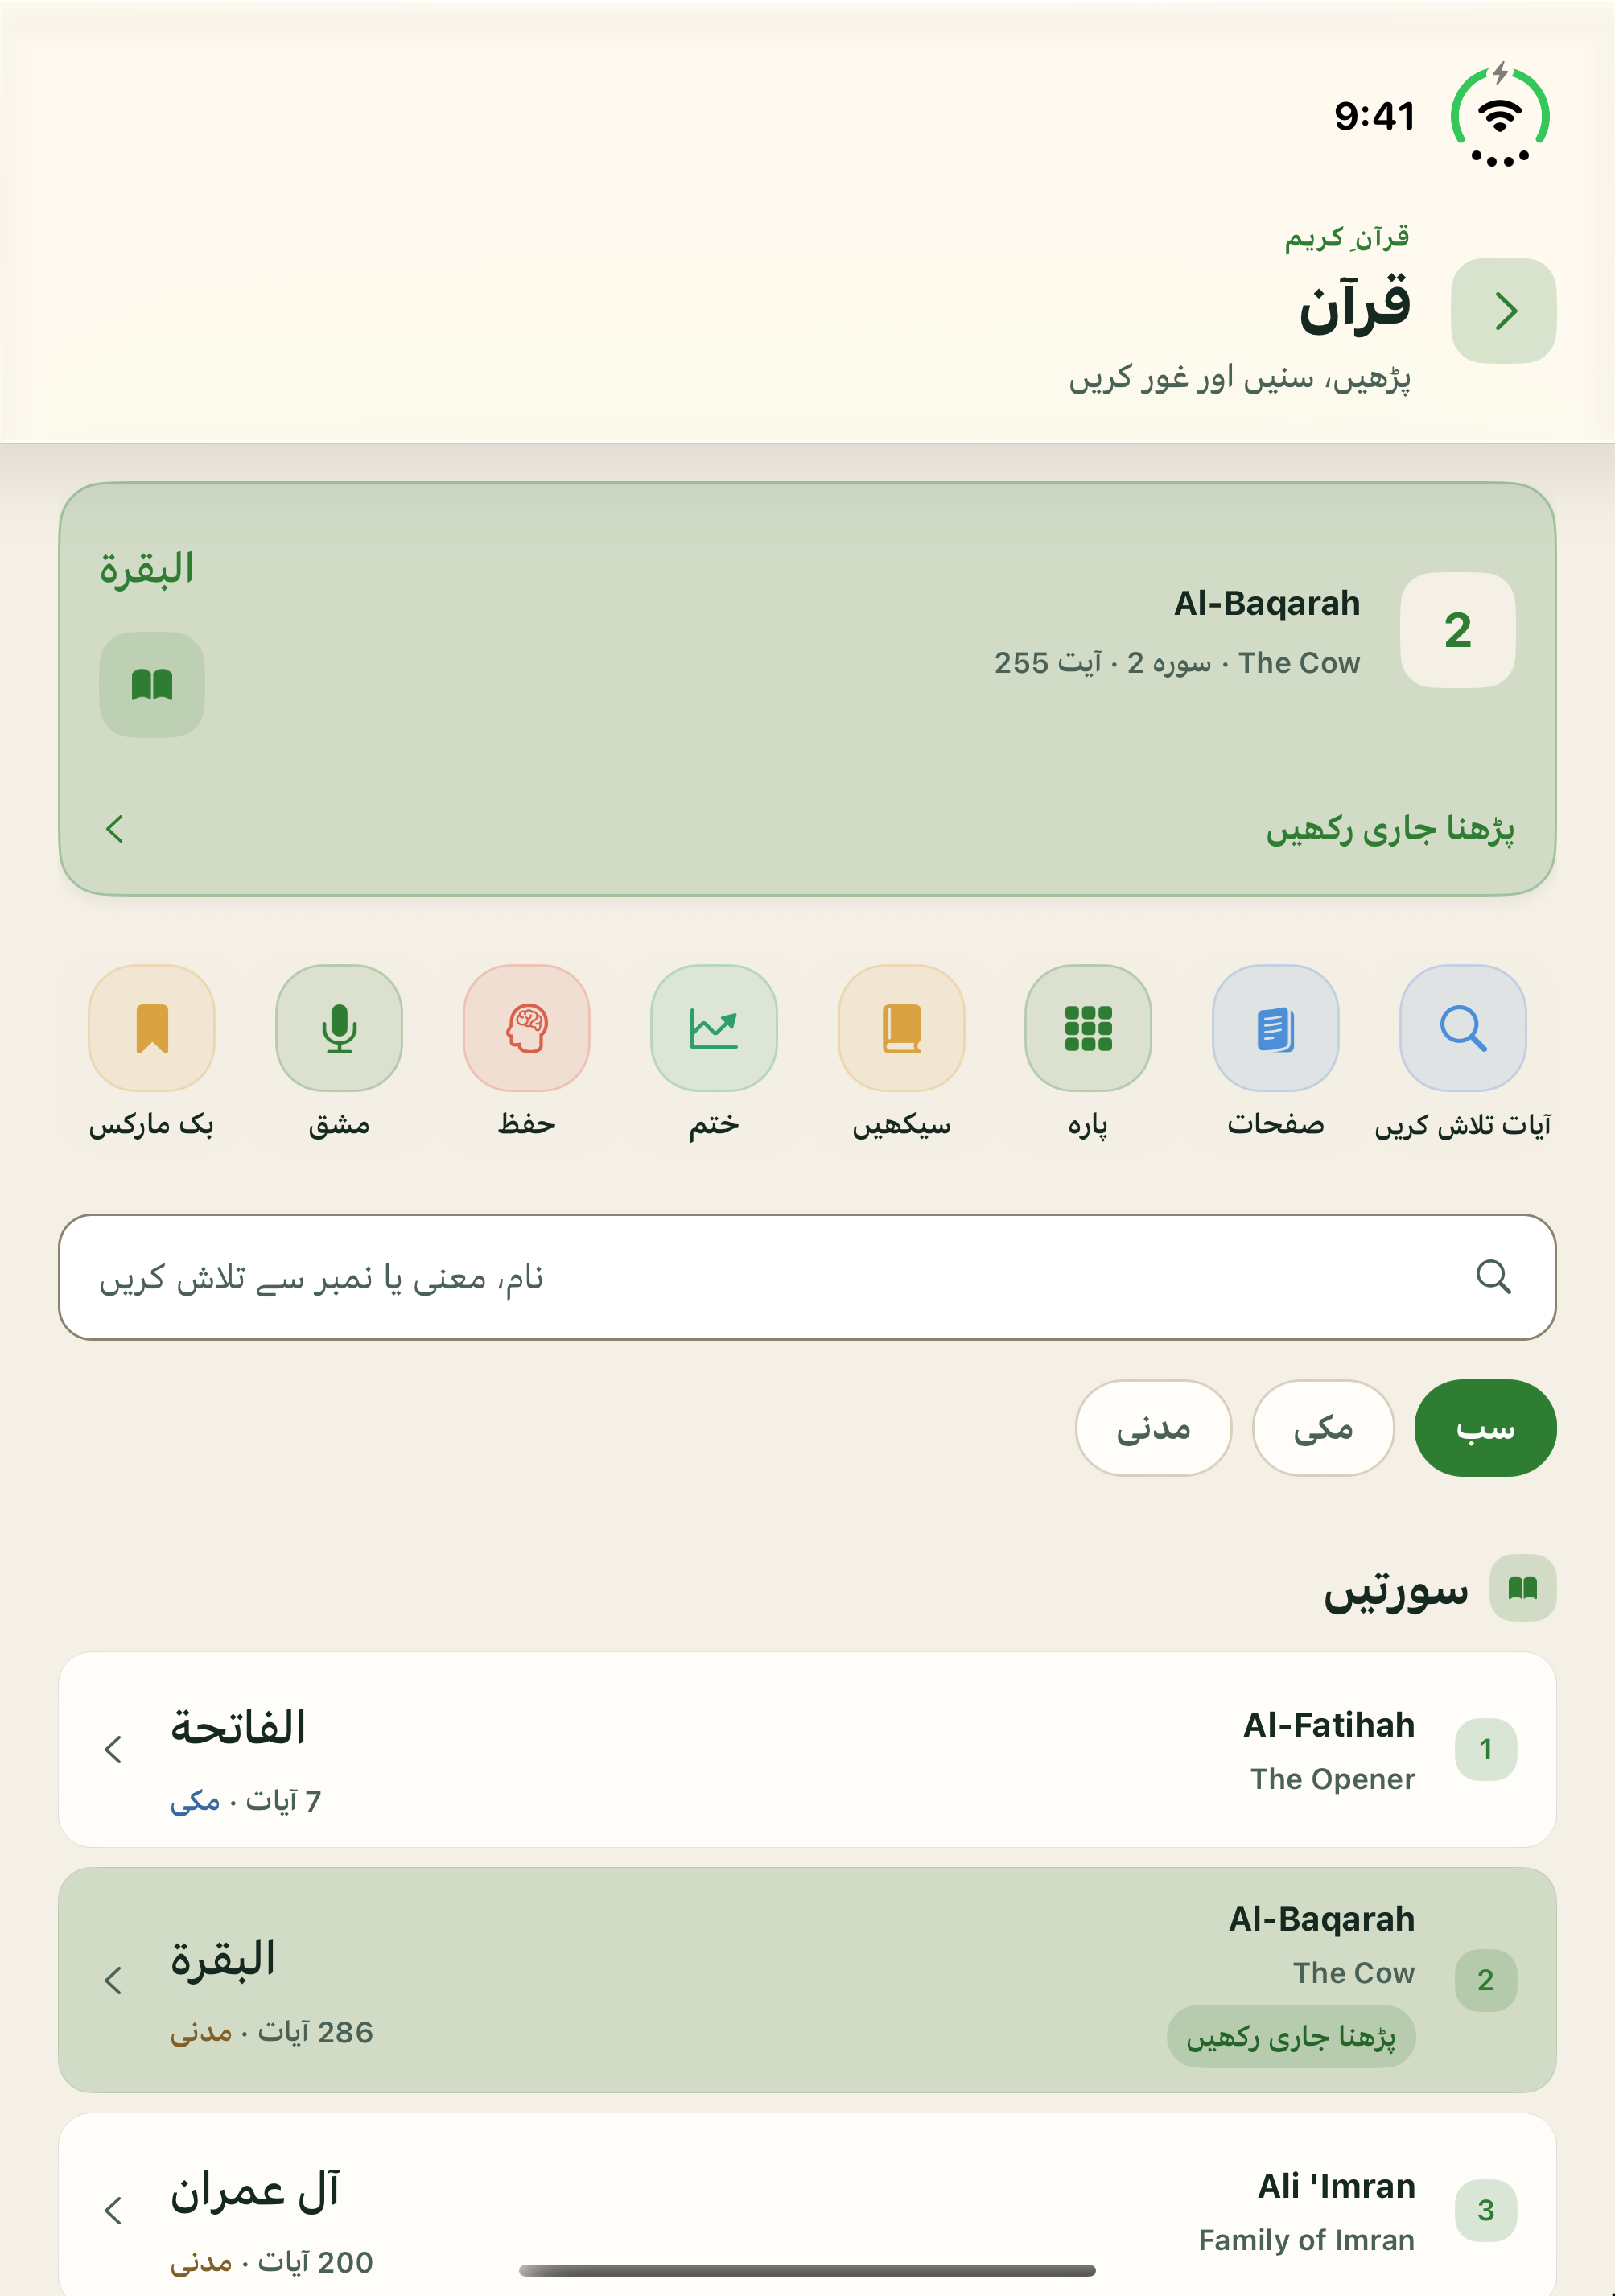 9:41
قرآنِ کریم
قرآن
پڑھیں، سنیں اور غور کریں
2
Al-Baqarah
The Cow · سورہ 2 · آیت 255
البقرة
پڑھنا جاری رکھیں
آیات تلاش کریں
صفحات
پارہ
سیکھیں
ختم
حفظ
مشق
بک مارکس
نام، معنی یا نمبر سے تلاش کریں
سب
مکی
مدنی
سورتیں
1
Al-Fatihah
The Opener
الفاتحة
7 آیات · مکی
2
Al-Baqarah
The Cow
پڑھنا جاری رکھیں
البقرة
286 آیات · مدنی
3
Ali 'Imran
Family of Imran
آل عمران
200 آیات · مدنی